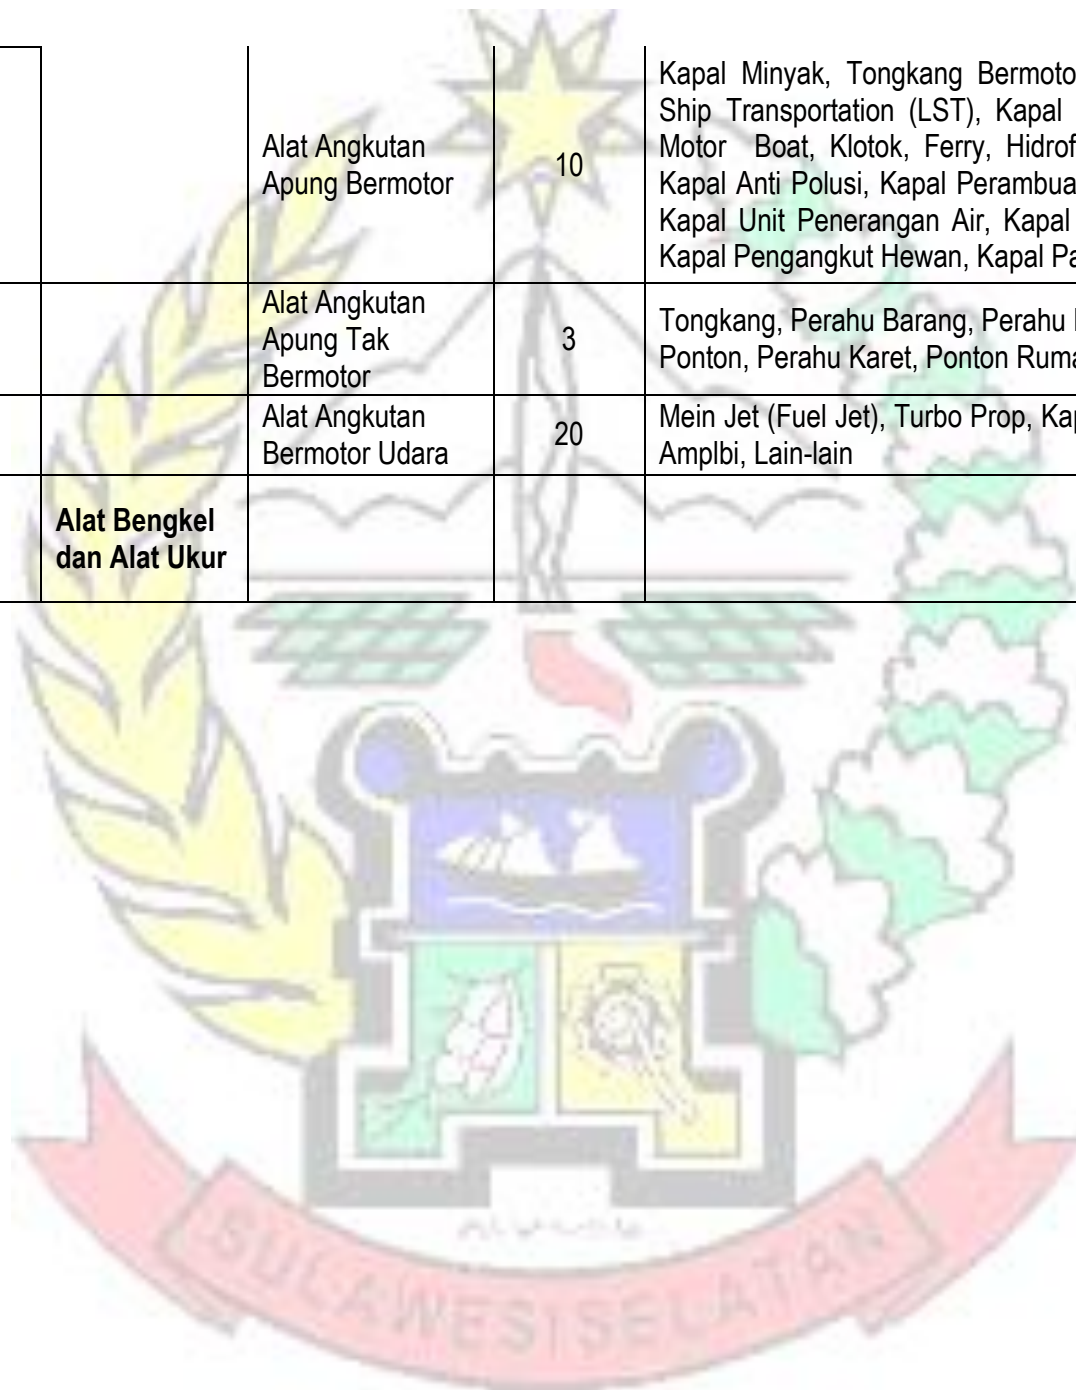 Alat Angkutan
Apung Bermotor
10
Kapal Minyak, Tongkang Bermoto
Ship Transportation (LST), Kapal
Motor Boat, Klotok, Ferry, Hidrof
Kapal Anti Polusi, Kapal Perambua
Kapal Unit Penerangan Air, Kapal
Kapal Pengangkut Hewan, Kapal Pa
Alat Angkutan
Apung Tak
Bermotor
3
Tongkang, Perahu Barang, Perahu
Ponton, Perahu Karet, Ponton Ruma
Alat Angkutan
Bermotor Udara
20
Mein Jet (Fuel Jet), Turbo Prop, Kap
Amplbi, Lain-lain
Alat Bengkel
dan Alat Ukur
SULAWESI SELATAN